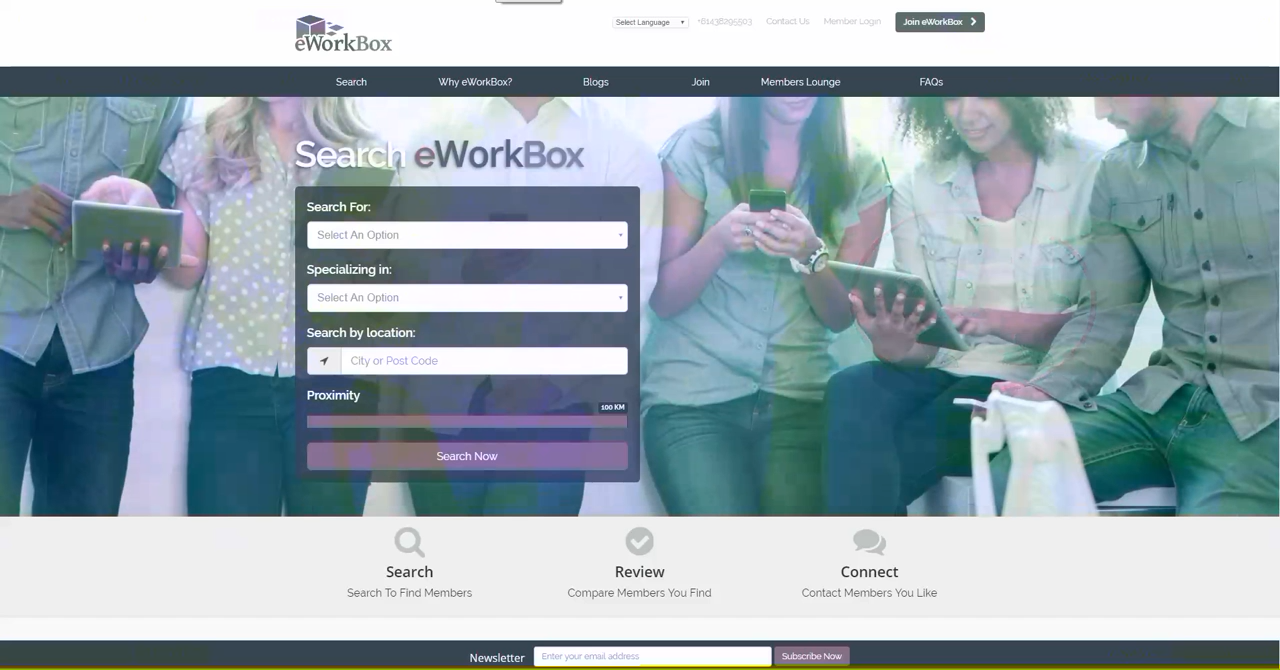 eWorkBox
Select Language
+61438295503
Contact Us
Member Login
Join eWorkBox
Search
Why eWorkBox?
Blogs
Join
Members Lounge
FAQs
Search eWorkBox
Search For:
Select An Option
Specializing in:
Select An Option
Search by location:
City or Post Code
Proximity
100 KM
Search Now
Search
Search To Find Members
Review
Compare Members You Find
Connect
Contact Members You Like
Newsletter
Enter your email address
Subscribe Now